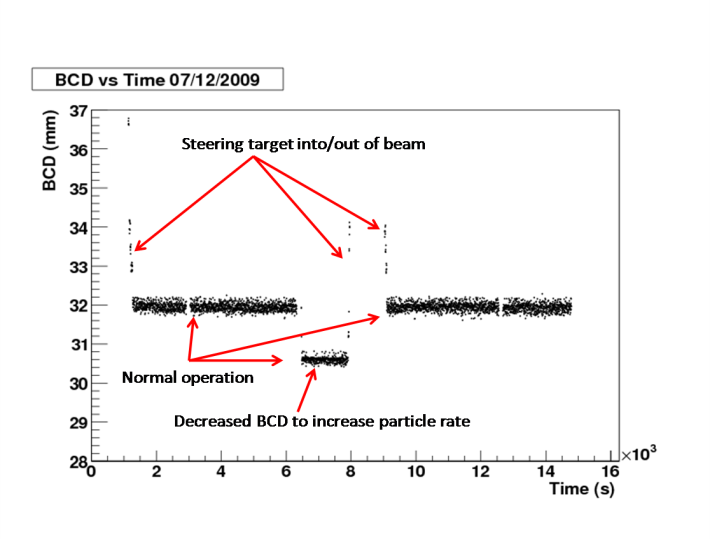 BCD vs Time 07/12/2009
BCD (mm)
37
36
35
34
33
32
31
30
29
28
Steering target into/out of beam
Normal operation
Decreased BCD to increase particle rate
0 2 4 6 8 10 12 14 16
×10³
Time (s)